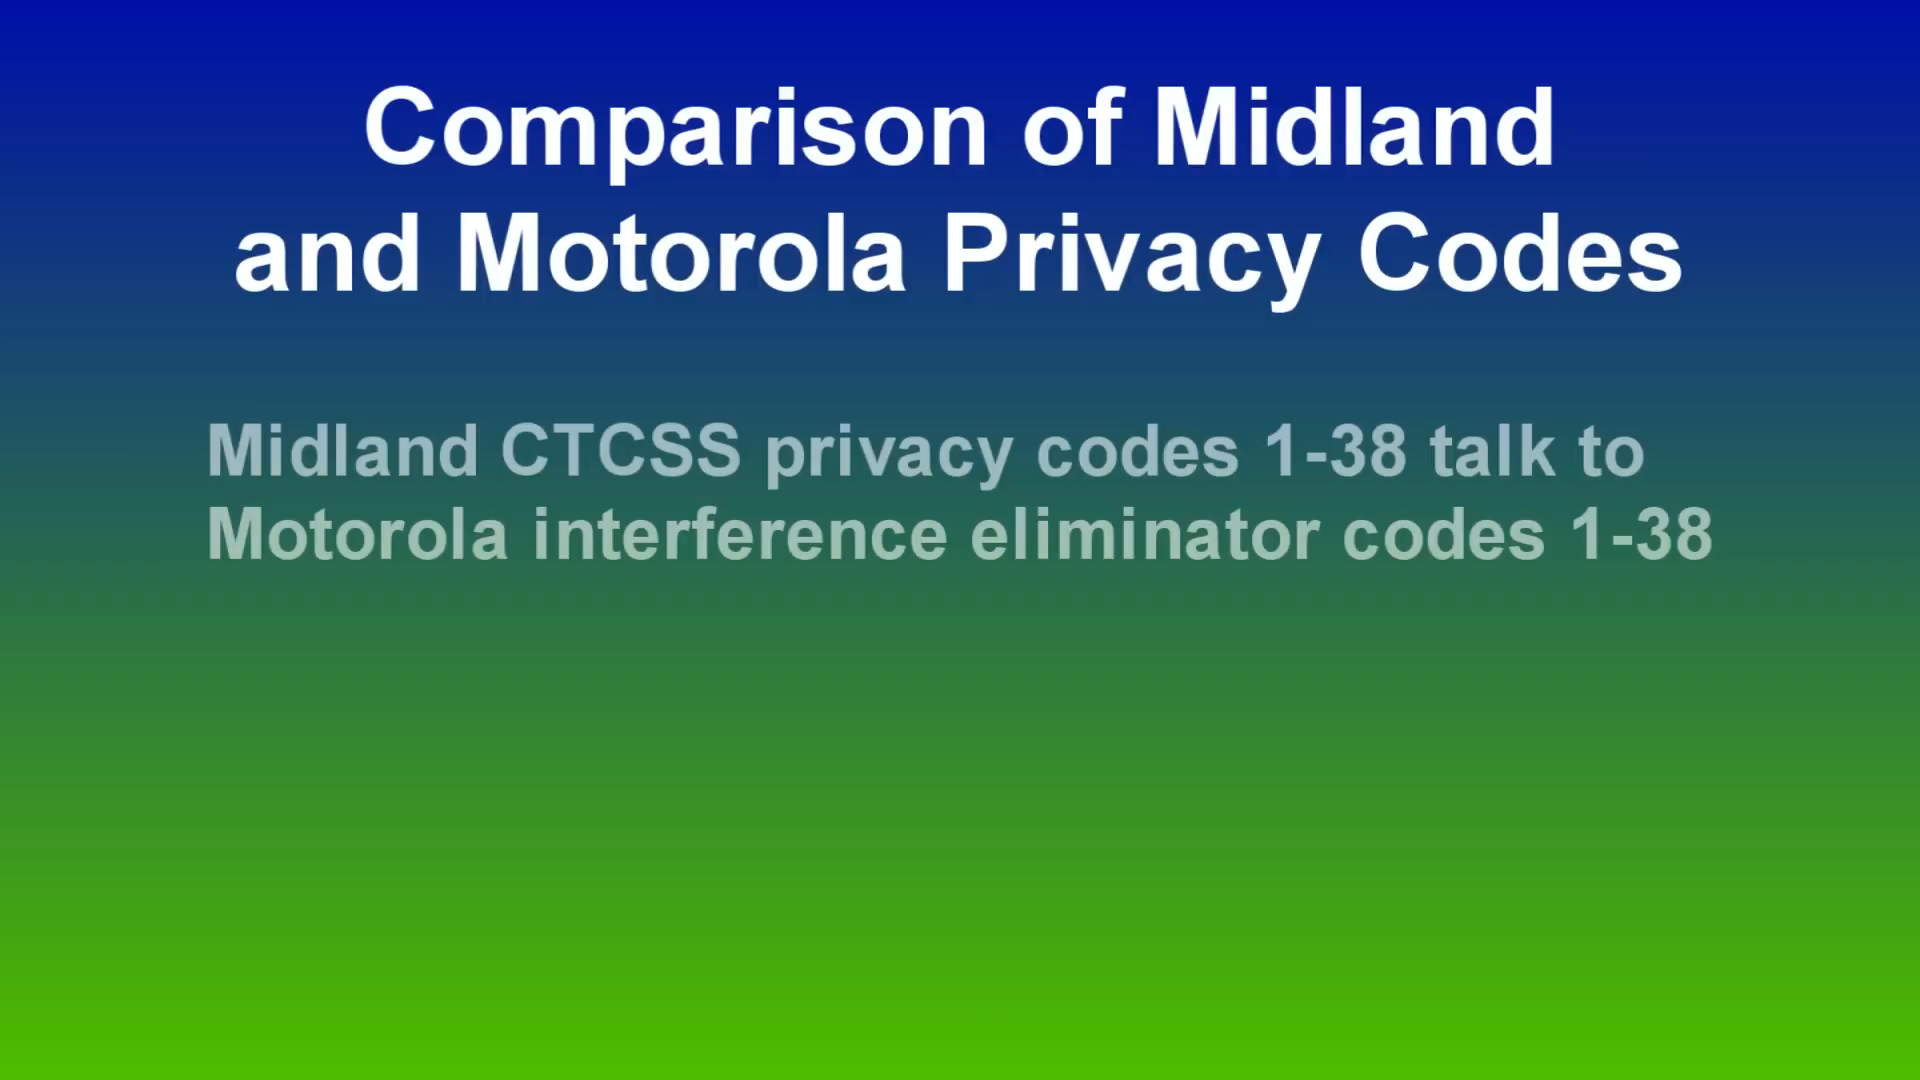 Comparison of Midland
and Motorola Privacy Codes
Midland CTCSS privacy codes 1-38 talk to
Motorola interference eliminator codes 1-38